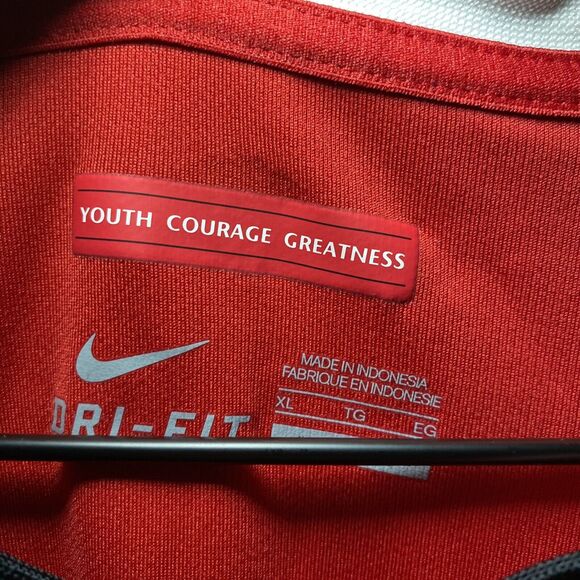 YOUTH COURAGE GREATNESS
MADE IN INDONESIA
FABRIQUE EN INDONESIE
XL TG EG
DRI-FIT